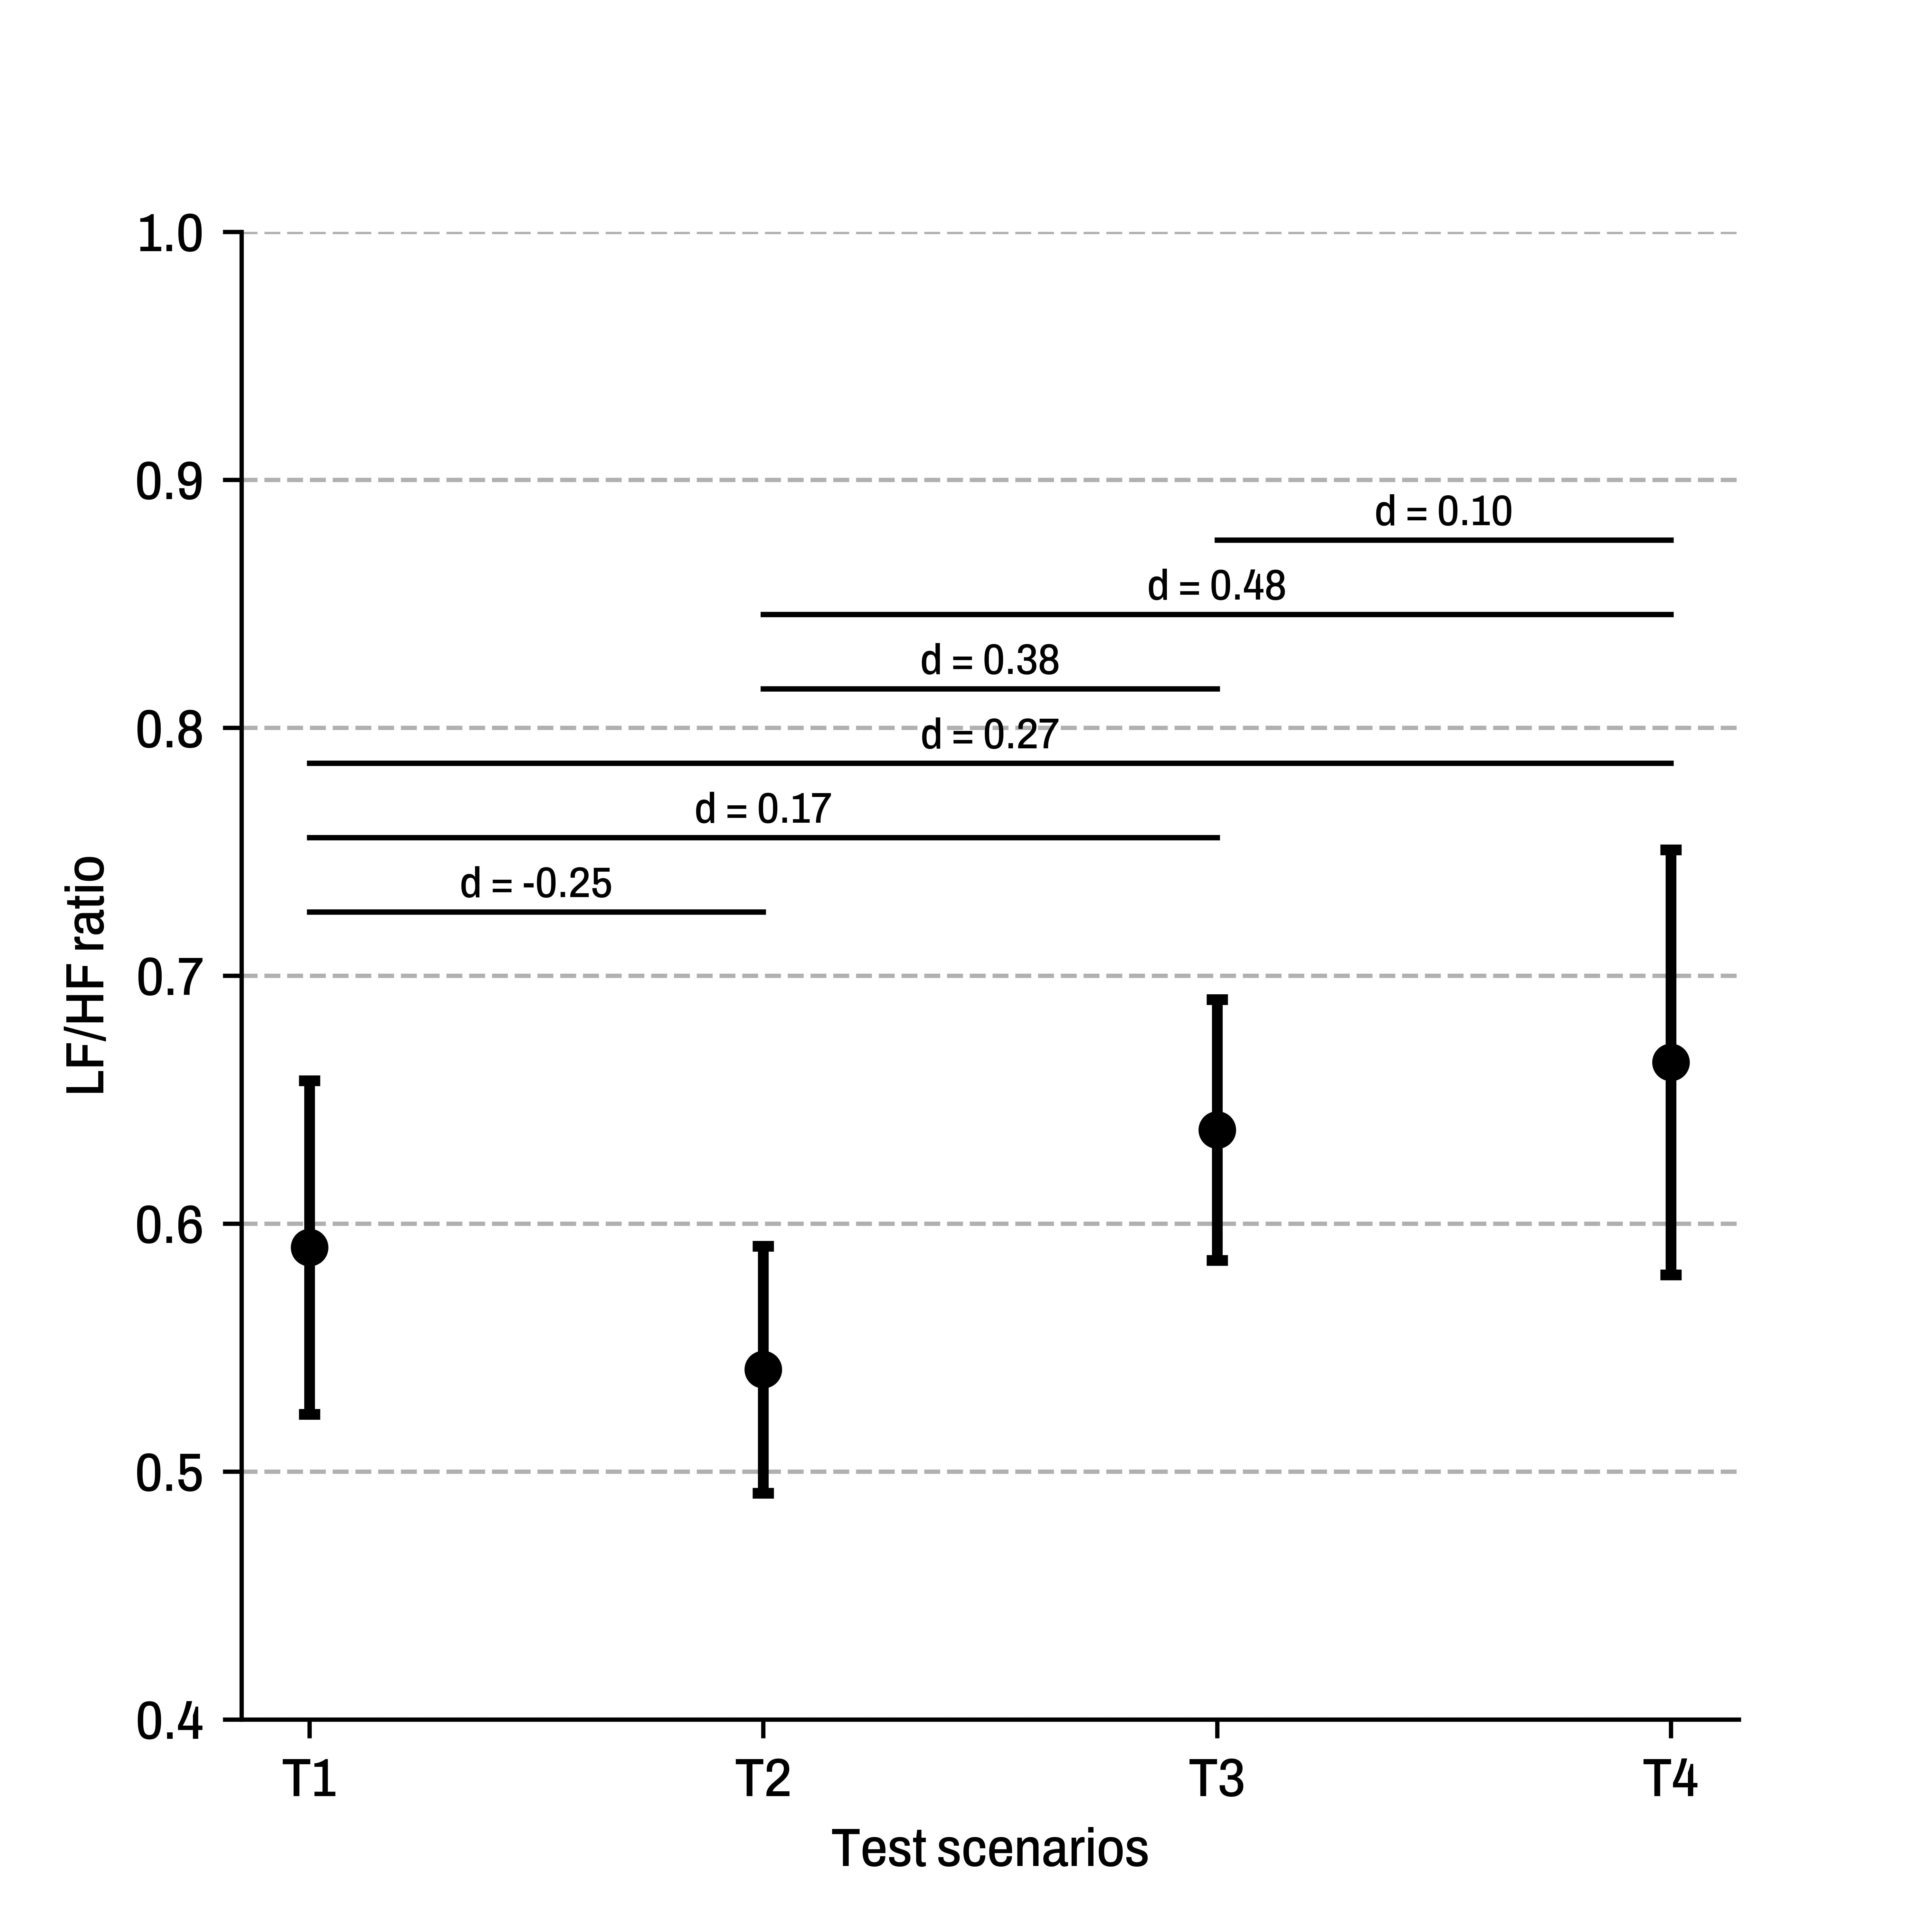 1.0
0.9
d = 0.10
d = 0.48
d = 0.38
0.8
d = 0.27
d = 0.17
d = -0.25
0.7
LF/HF ratio
0.6
0.5
0.4
T1 T2 T3 T4
Test scenarios